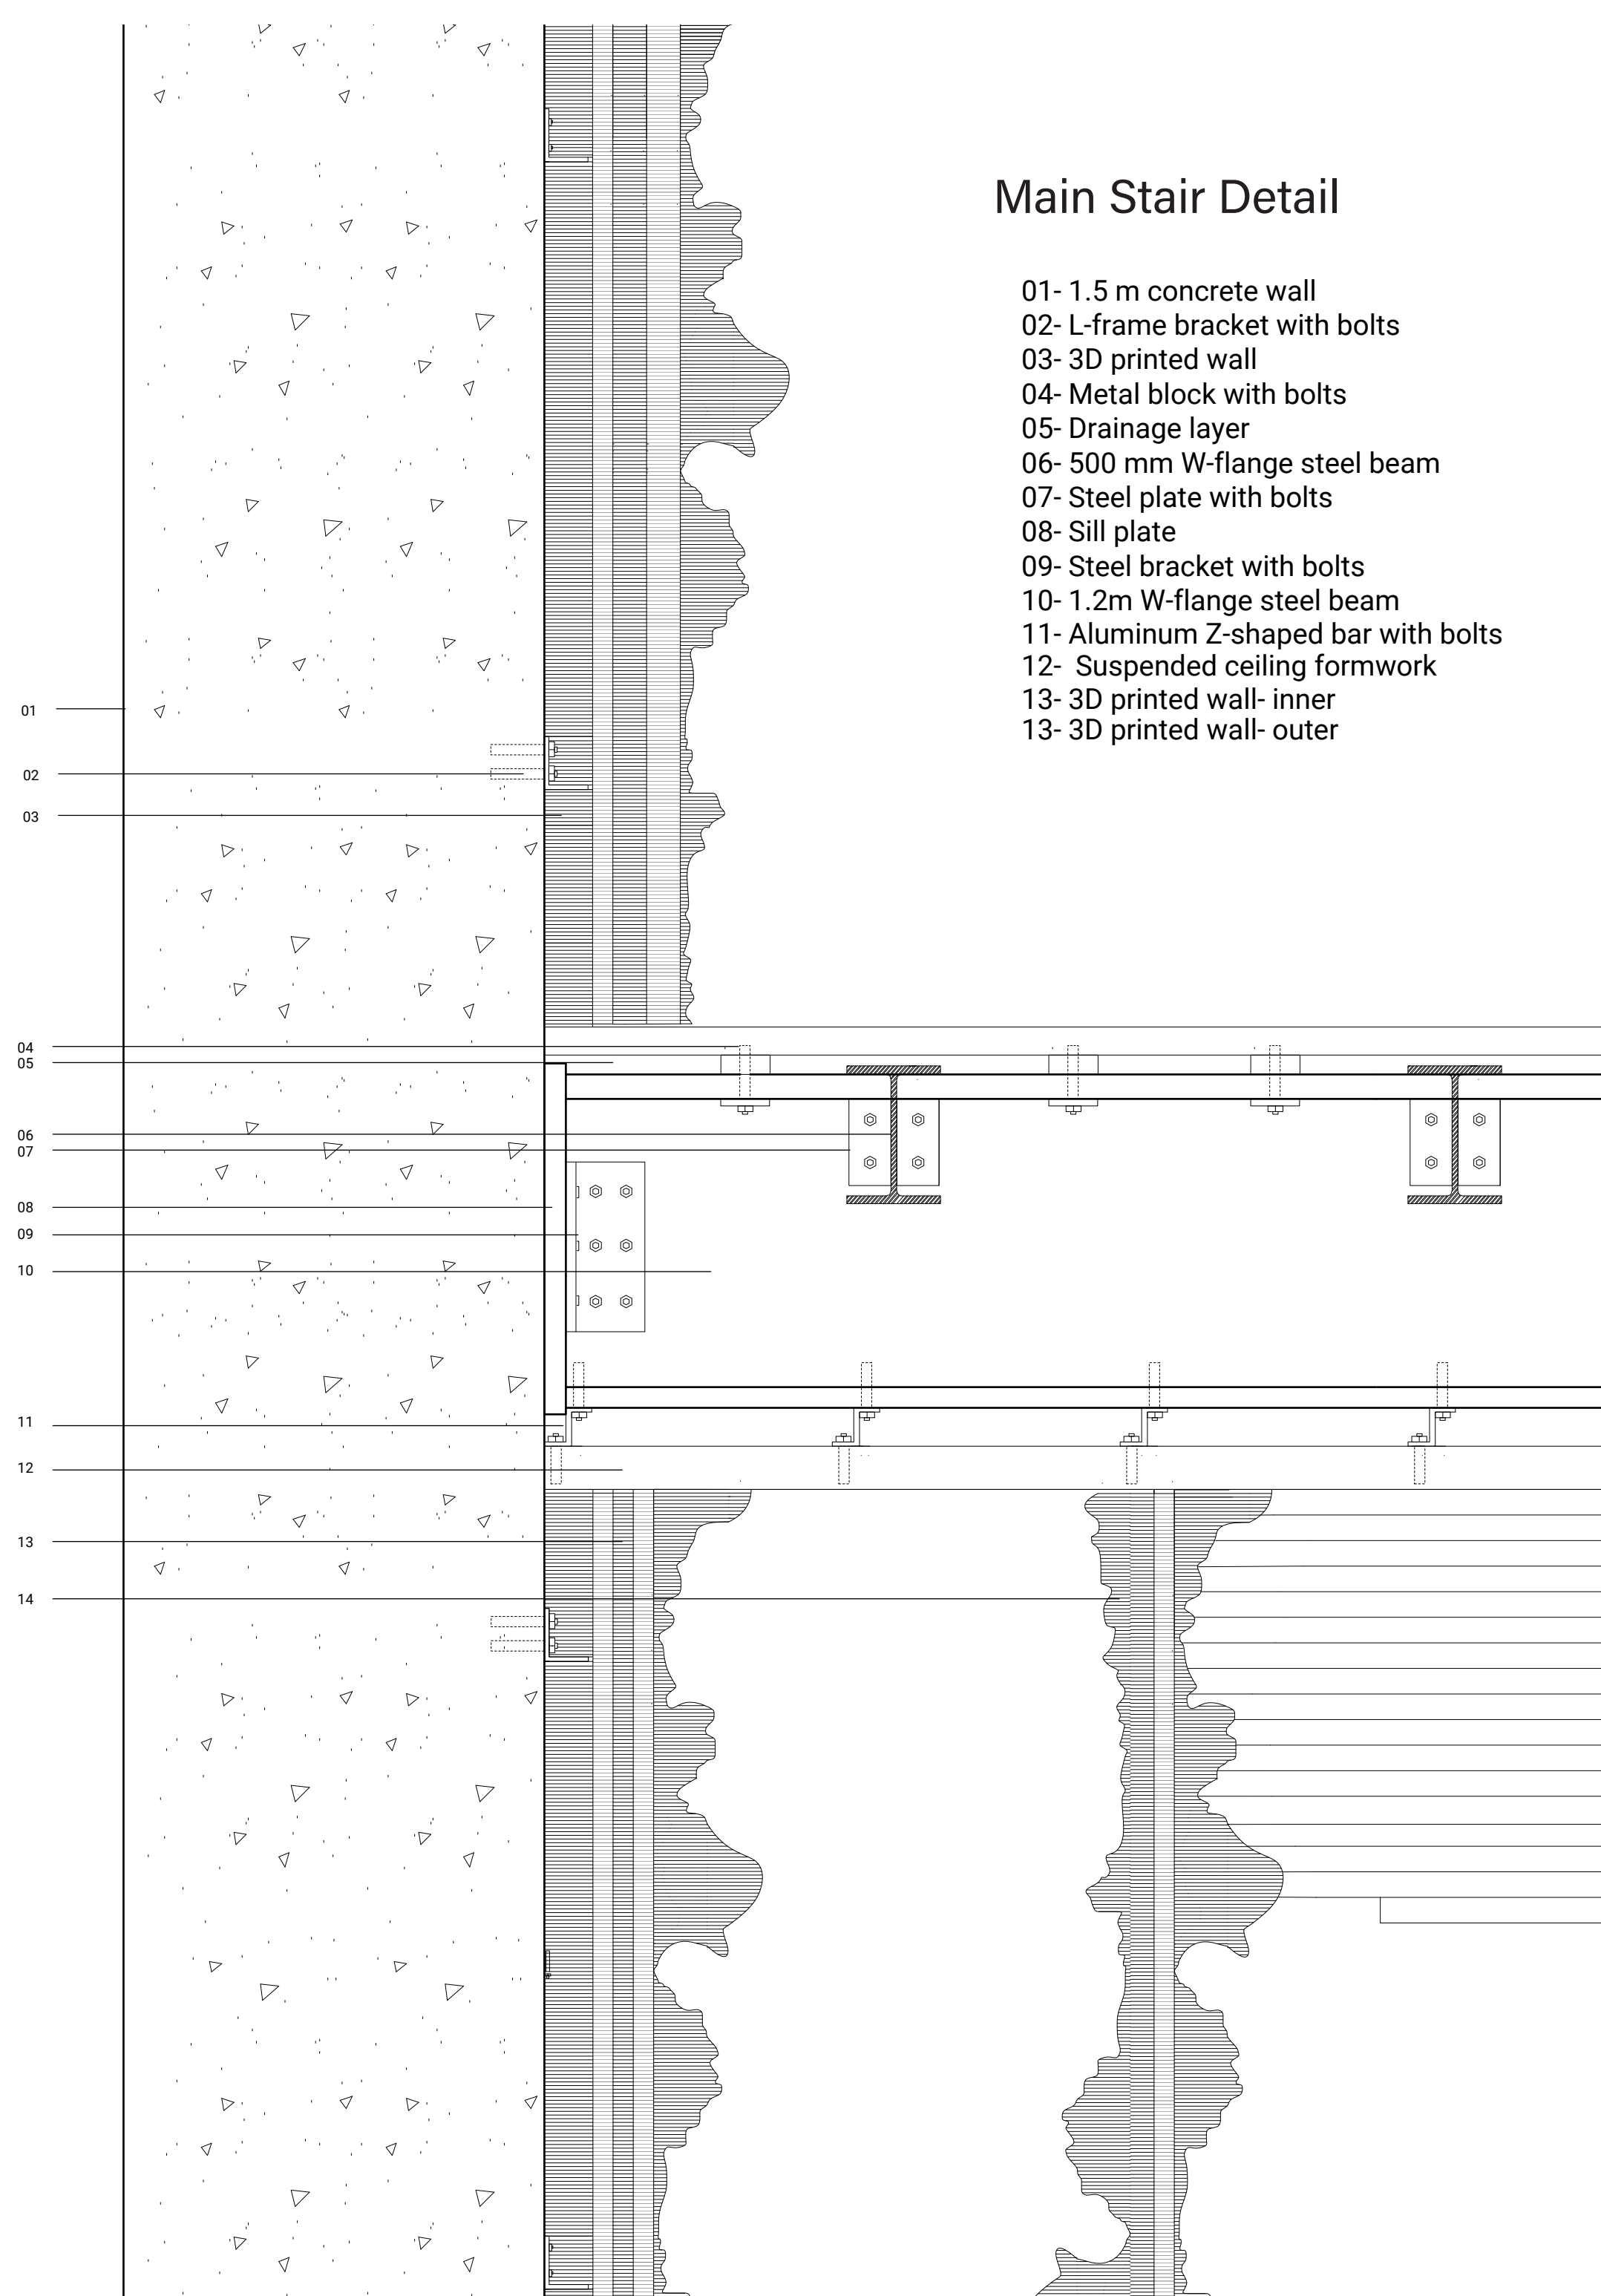 Main Stair Detail
01- 1.5 m concrete wall
02- L-frame bracket with bolts
03- 3D printed wall
04- Metal block with bolts
05- Drainage layer
06- 500 mm W-flange steel beam
07- Steel plate with bolts
08- Sill plate
09- Steel bracket with bolts
10- 1.2m W-flange steel beam
11- Aluminum Z-shaped bar with bolts
12- Suspended ceiling formwork
13- 3D printed wall- inner
13- 3D printed wall- outer
01
02
03
04
05
06
07
08
09
10
11
12
13
14